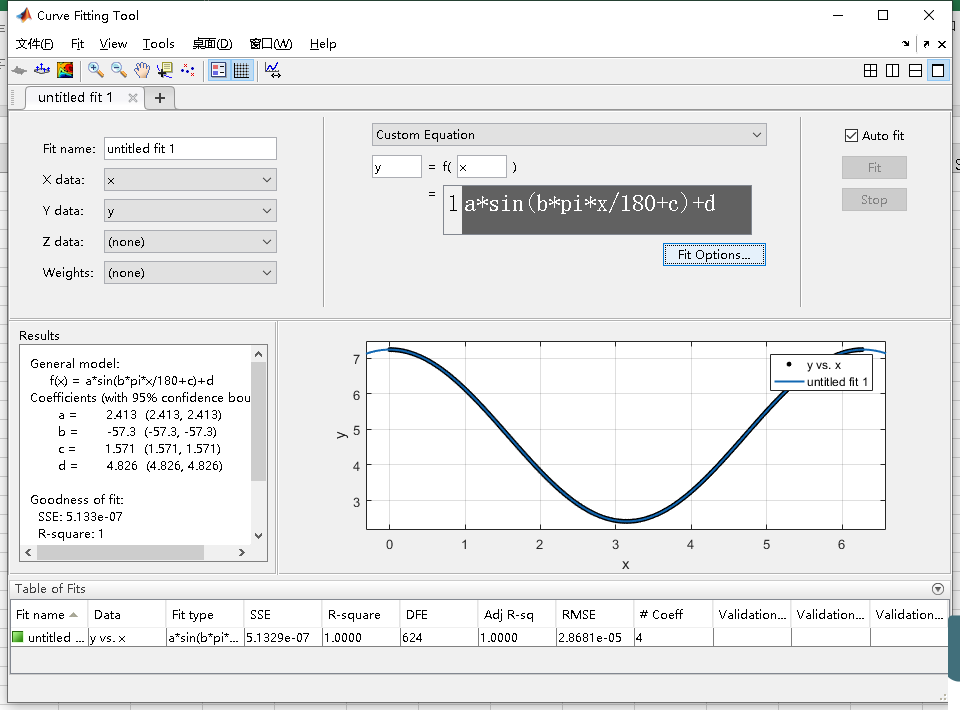 Curve Fitting Tool
文件(F) Fit View Tools 桌面(D) 窗口(W) Help
untitled fit 1
Fit name: untitled fit 1
X data: x
Y data: y
Z data: (none)
Weights: (none)
Custom Equation
y = f( x )
= 1 a*sin(b*pi*x/180+c)+d
Fit Options...
Auto fit
Fit
Stop
Results
General model:
f(x) = a*sin(b*pi*x/180+c)+d
Coefficients (with 95% confidence bou
a = 2.413 (2.413, 2.413)
b = -57.3 (-57.3, -57.3)
c = 1.571 (1.571, 1.571)
d = 4.826 (4.826, 4.826)
Goodness of fit:
SSE: 5.133e-07
R-square: 1
7
6
5
4
3
y
0 1 2 3 4 5 6
x
y vs. x
untitled fit 1
Table of Fits
Fit name Data Fit type SSE R-square DFE Adj R-sq RMSE # Coeff Validation... Validation... Validation...
untitled ... y vs. x a*sin(b*pi*... 5.1329e-07 1.0000 624 1.0000 2.8681e-05 4